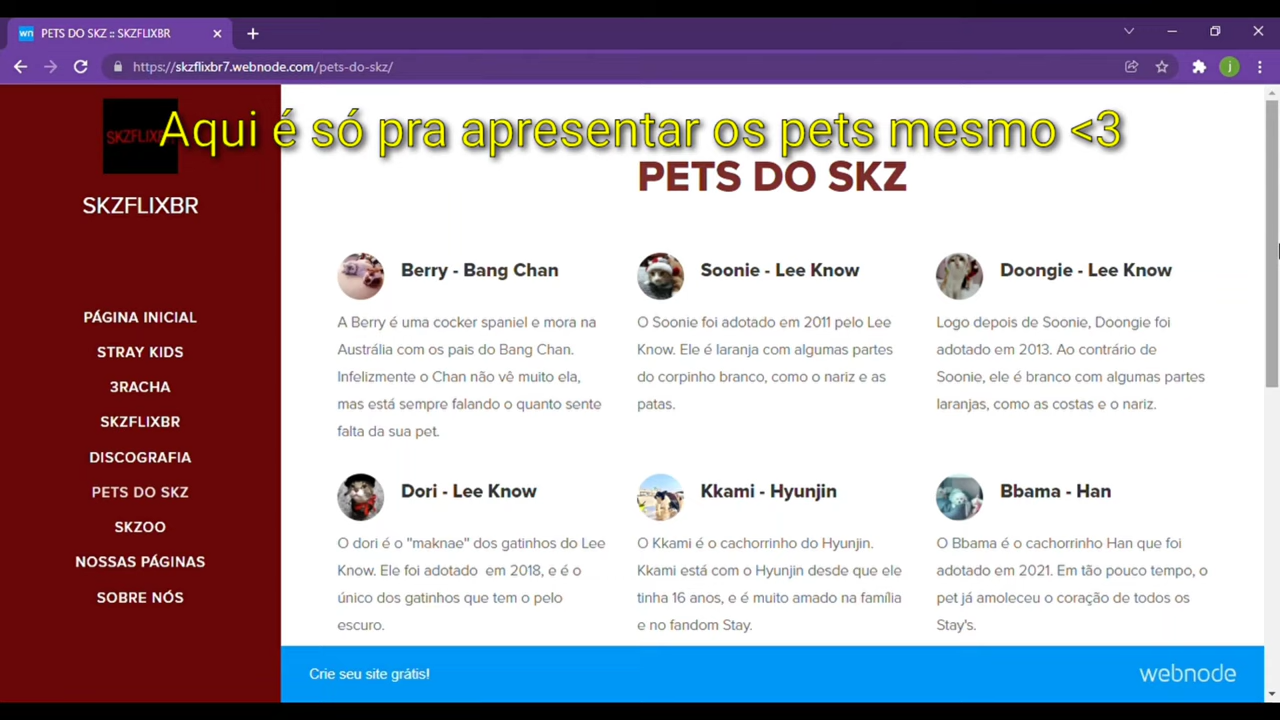 wn PETS DO SKZ :: SKZFLIXBR
https://skzflixbr7.webnode.com/pets-do-skz/
j
Aqui é só pra apresentar os pets mesmo <3
SKZFLIXBR
PÁGINA INICIAL
STRAY KIDS
3RACHA
SKZFLIXBR
DISCOGRAFIA
PETS DO SKZ
SKZOO
NOSSAS PÁGINAS
SOBRE NÓS
PETS DO SKZ
Berry - Bang Chan
A Berry é uma cocker spaniel e mora na
Austrália com os pais do Bang Chan.
Infelizmente o Chan não vê muito ela,
mas está sempre falando o quanto sente
falta da sua pet.
Soonie - Lee Know
O Soonie foi adotado em 2011 pelo Lee
Know. Ele é laranja com algumas partes
do corpinho branco, como o nariz e as
patas.
Doongie - Lee Know
Logo depois de Soonie, Doongie foi
adotado em 2013. Ao contrário de
Soonie, ele é branco com algumas partes
laranjas, como as costas e o nariz.
Dori - Lee Know
O dori é o "maknae" dos gatinhos do Lee
Know. Ele foi adotado em 2018, e é o
único dos gatinhos que tem o pelo
escuro.
Kkami - Hyunjin
O Kkami é o cachorrinho do Hyunjin.
Kkami está com o Hyunjin desde que ele
tinha 16 anos, e é muito amado na família
e no fandom Stay.
Bbama - Han
O Bbama é o cachorrinho Han que foi
adotado em 2021. Em tão pouco tempo, o
pet já amoleceu o coração de todos os
Stay's.
Crie seu site grátis!
webnode